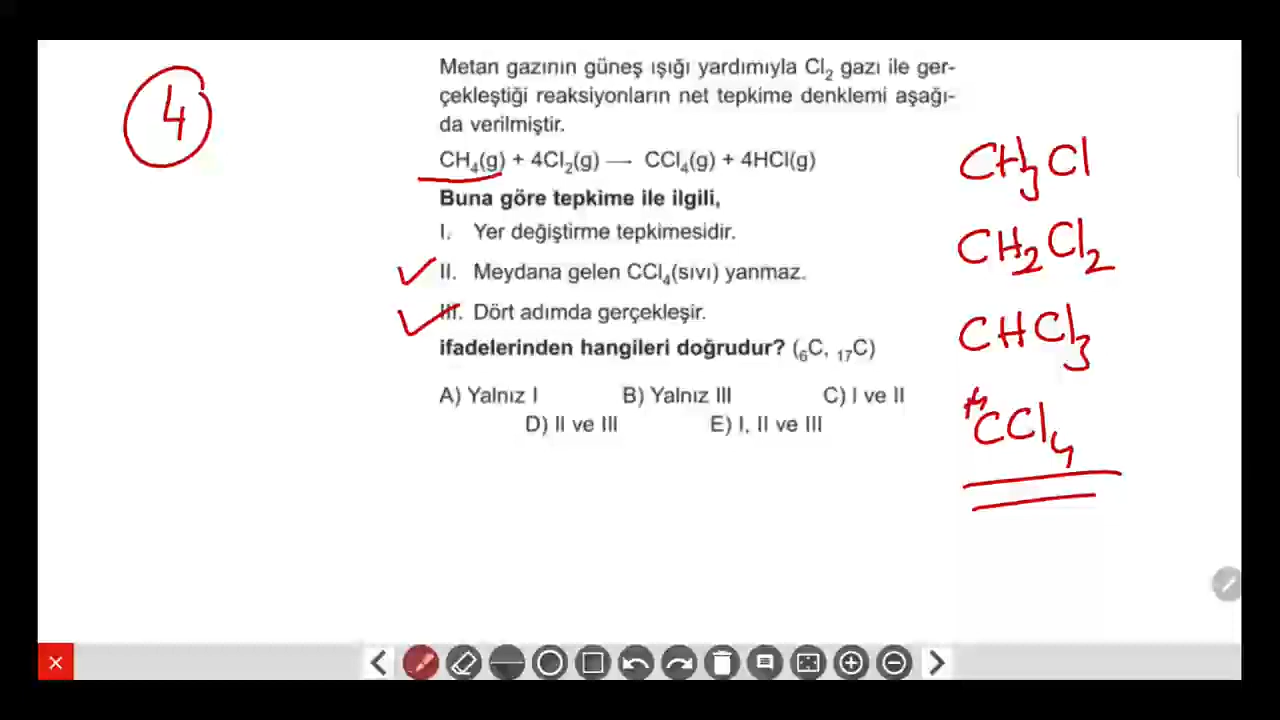 4
Metan gazının güneş ışığı yardımıyla Cl₂ gazı ile ger-
çekleştiği reaksiyonların net tepkime denklemi aşağı-
da verilmiştir.
CH₄(g) + 4Cl₂(g) — CCl₄(g) + 4HCl(g)
Buna göre tepkime ile ilgili,
I. Yer değiştirme tepkimesidir.
II. Meydana gelen CCl₄(sıvı) yanmaz.
III. Dört adımda gerçekleşir.
ifadelerinden hangileri doğrudur? (₆C, ₁₇C)
A) Yalnız I B) Yalnız III C) I ve II
D) II ve III E) I, II ve III
CH₃Cl
CH₂Cl₂
CHCl₃
CCl₄